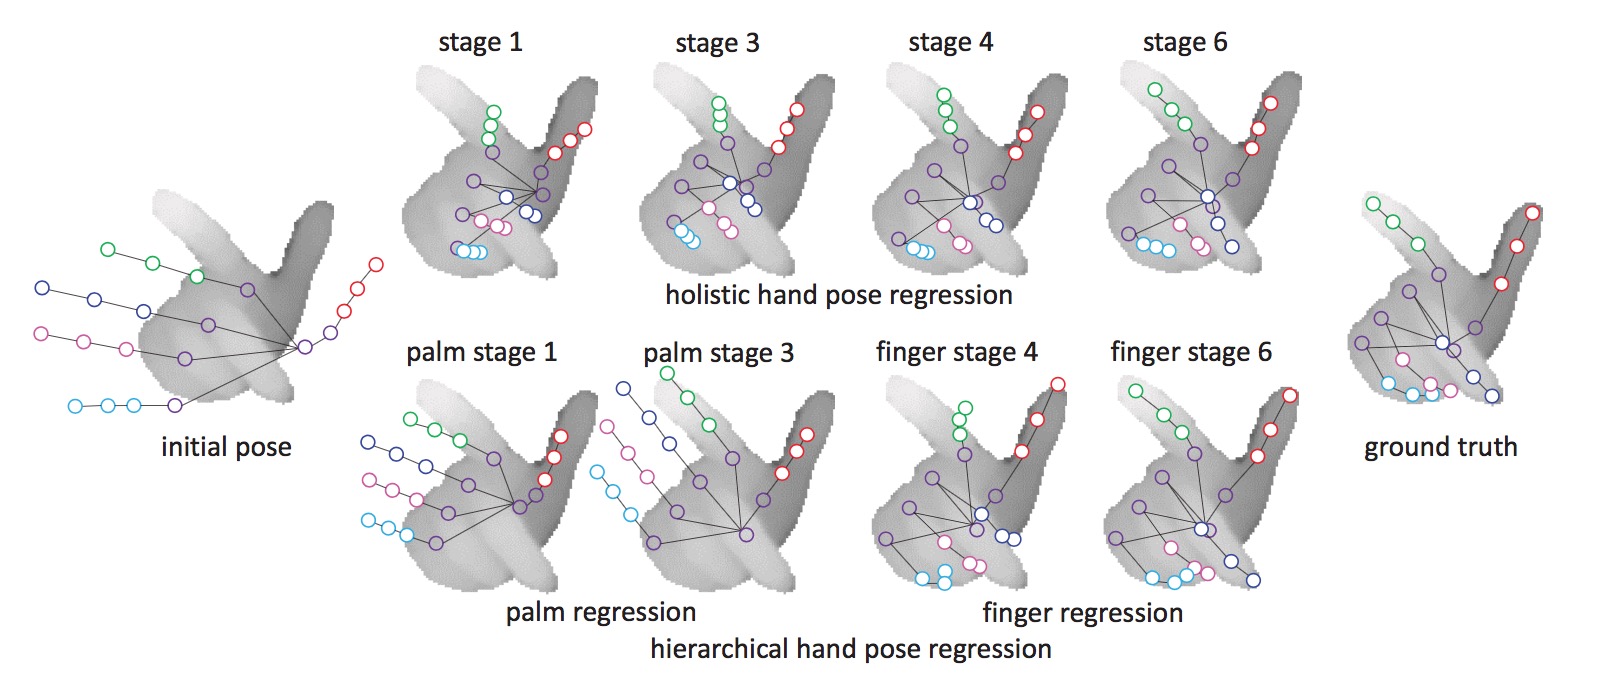 stage 1
stage 3
stage 4
stage 6
holistic hand pose regression
initial pose
palm stage 1
palm stage 3
finger stage 4
finger stage 6
ground truth
palm regression
finger regression
hierarchical hand pose regression